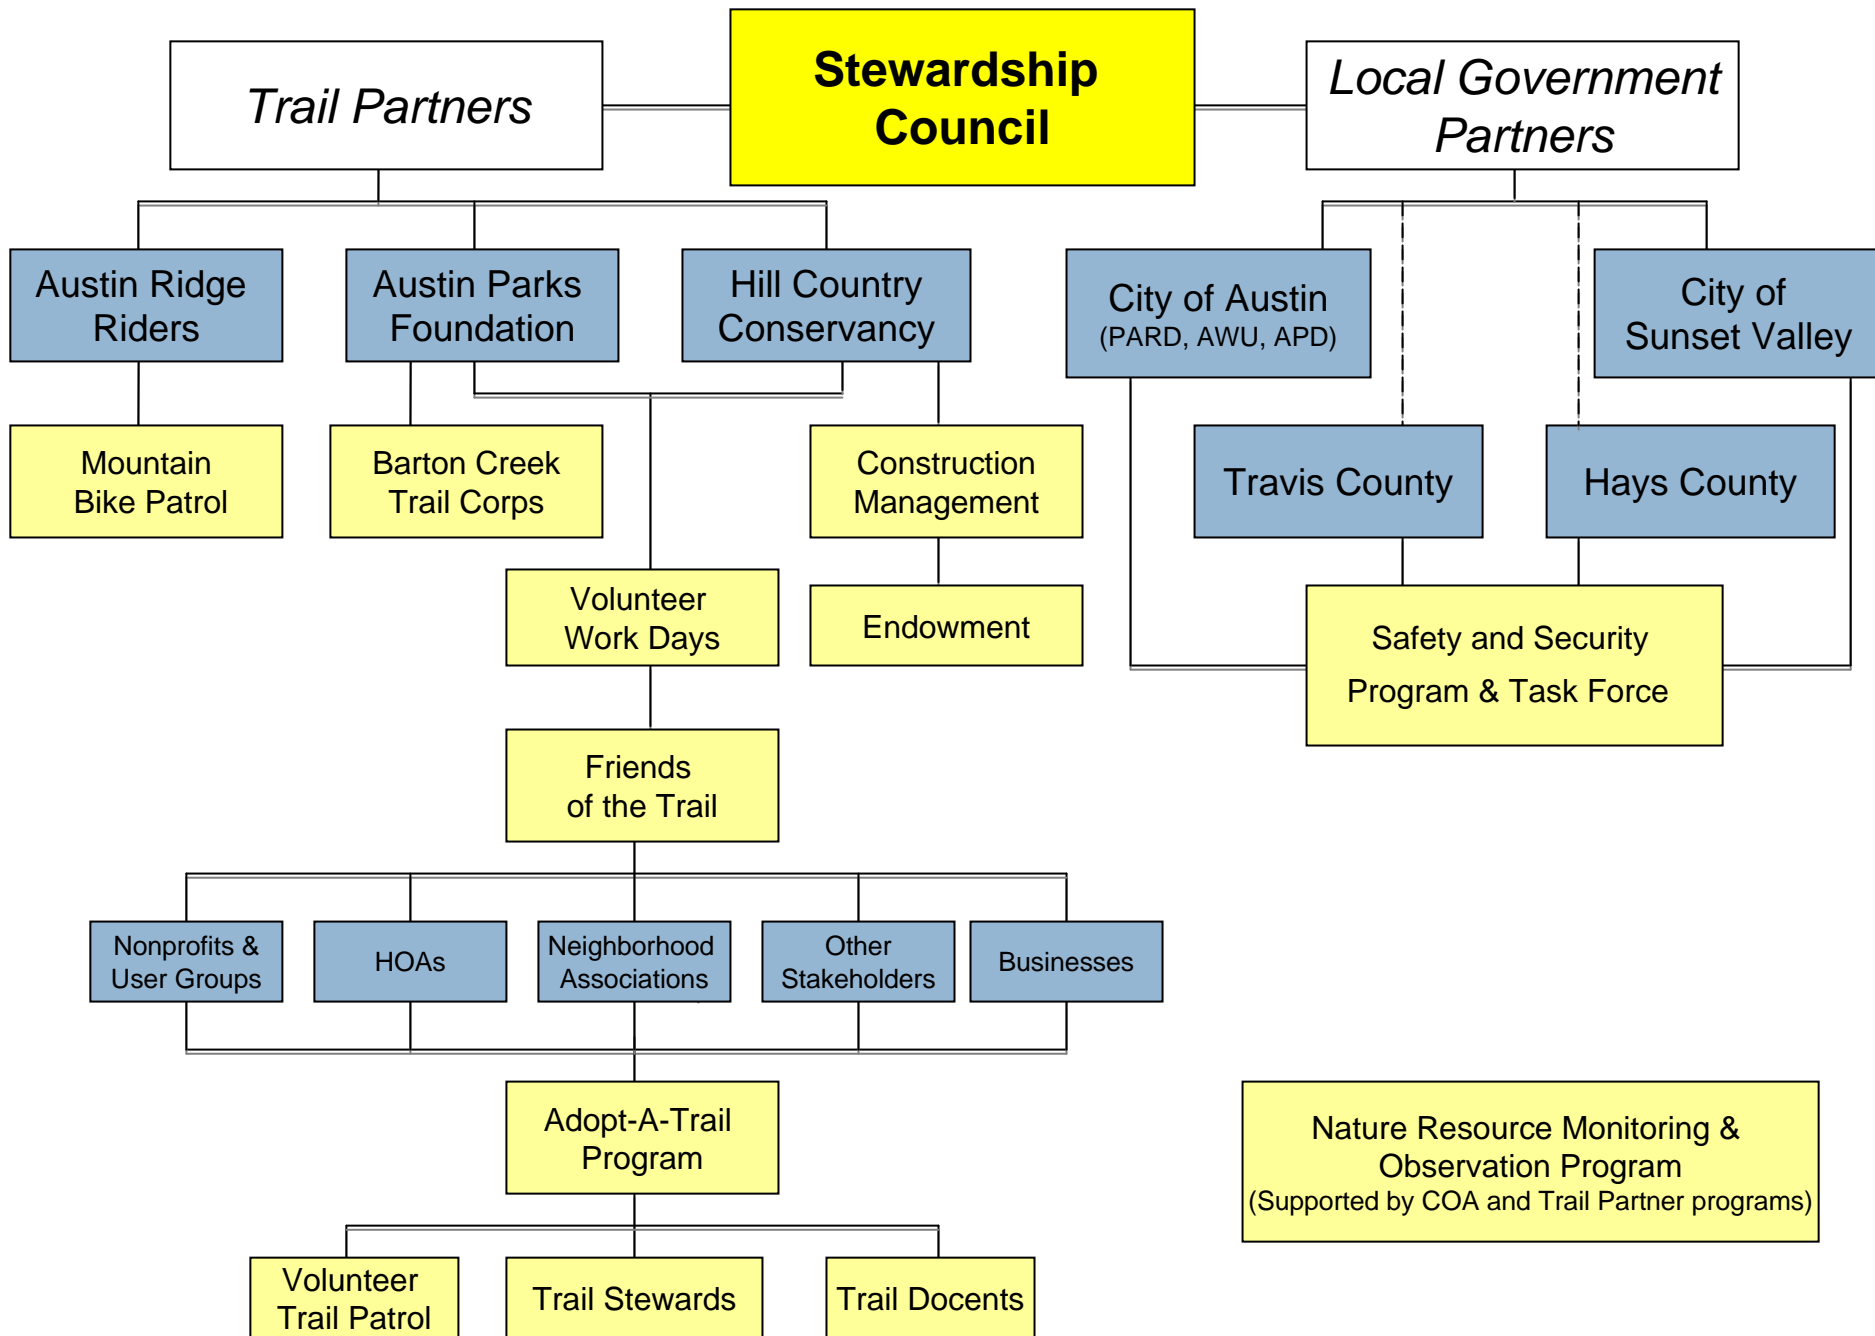 Trail Partners
Stewardship
Council
Local Government
Partners
Austin Ridge
Riders
Austin Parks
Foundation
Hill Country
Conservancy
City of Austin
(PARD, AWU, APD)
City of
Sunset Valley
Mountain
Bike Patrol
Barton Creek
Trail Corps
Construction
Management
Travis County
Hays County
Volunteer
Work Days
Endowment
Safety and Security
Program & Task Force
Friends
of the Trail
Nonprofits &
User Groups
HOAs
Neighborhood
Associations
Other
Stakeholders
Businesses
Adopt-A-Trail
Program
Nature Resource Monitoring &
Observation Program
(Supported by COA and Trail Partner programs)
Volunteer
Trail Patrol
Trail Stewards
Trail Docents